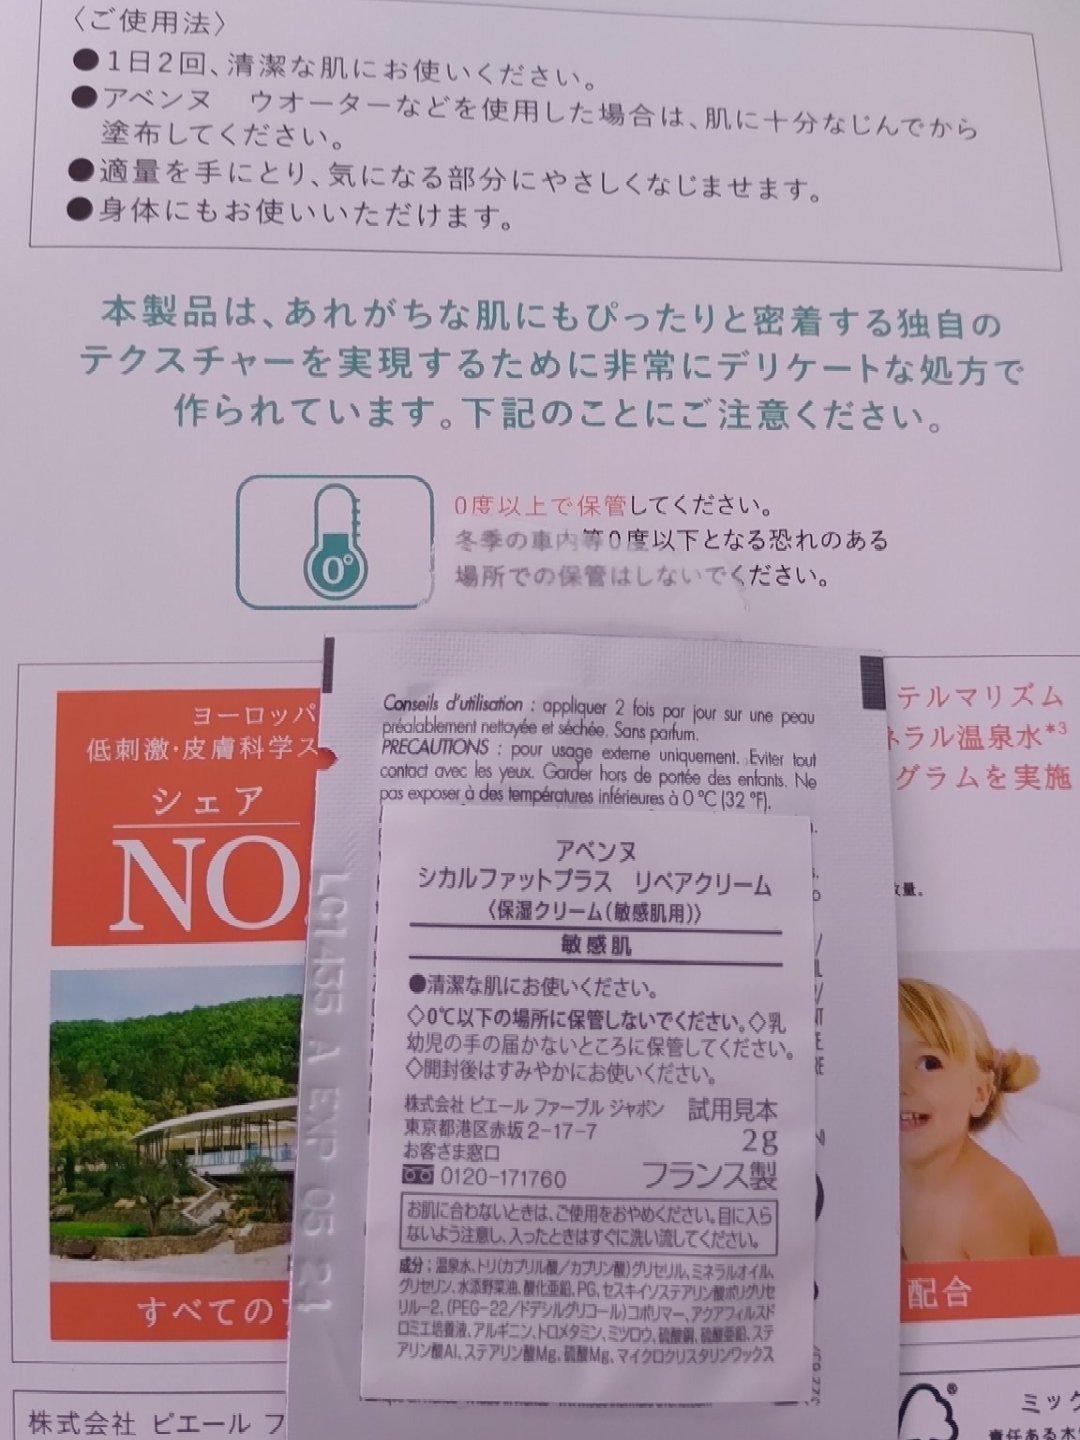 〈ご使用法〉
●1日2回、清潔な肌にお使いください。
●アベンヌ　ウオーターなどを使用した場合は、肌に十分なじんでから
塗布してください。
●適量を手にとり、気になる部分にやさしくなじませます。
●身体にもお使いいただけます。
本製品は、あれがちな肌にもぴったりと密着する独自の
テクスチャーを実現するために非常にデリケートな処方で
作られています。下記のことにご注意ください。
0°
0度以上で保管してください。
冬季の車内等0度以下となる恐れのある
場所での保管はしないでください。
ヨーロッパ
低刺激・皮膚科学ス
シェア
NO.
すべての
株式会社 ピエール フ
テルマリズム
ネラル温泉水*3
グラムを実施
数量。
配合
ミック
責任ある木
Conseils d'utilisation : appliquer 2 fois par jour sur une peau
préalablement nettoyée et séchée. Sans parfum.
PRECAUTIONS : pour usage externe uniquement. Eviter tout
contact avec les yeux. Garder hors de portée des enfants. Ne
pas exposer à des températures inférieures à 0 °C (32 °F).
LG1435 A EXP 05 24
アベンヌ
シカルファットプラス　リペアクリーム
〈保湿クリーム（敏感肌用）〉
敏感肌
●清潔な肌にお使いください。
◇0℃以下の場所に保管しないでください。◇乳
幼児の手の届かないところに保管してください。
◇開封後はすみやかにお使いください。
株式会社 ピエール ファーブル ジャポン　試用見本
東京都港区赤坂2-17-7　2g
お客さま窓口
0120-171760　フランス製
お肌に合わないときは、ご使用をおやめください。目に入ら
ないよう注意し、入ったときはすぐに洗い流してください。
成分：温泉水、トリ（カプリル酸／カプリン酸）グリセリル、ミネラルオイル、
グリセリン、水添野菜油、酸化亜鉛、PG、セスキイソステアリン酸ポリグリセ
リル-2、（PEG-22／ドデシルグリコール）コポリマー、アクアフィルスド
ロミエ培養液、アルギニン、トロメタミン、ミツロウ、硫酸銅、硫酸亜鉛、ステ
アリン酸Al、ステアリン酸Mg、硫酸Mg、マイクロクリスタリンワックス